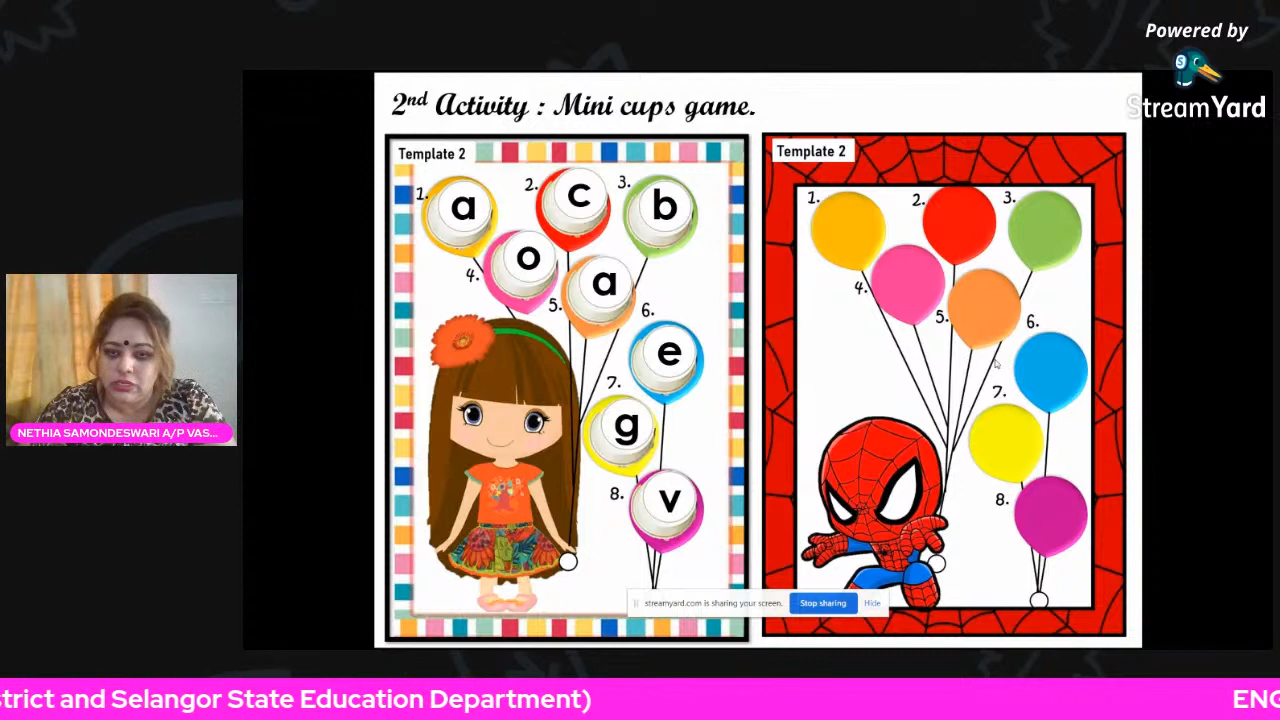 Powered by
StreamYard
2nd Activity : Mini cups game.
Template 2
1.
a
2.
c
3.
b
4.
o
5.
a
6.
e
7.
g
8.
v
Template 2
1.
2.
3.
4.
5.
6.
7.
8.
NETHIA SAMONDESWARI A/P VAS...
streamyard.com is sharing your screen.
Stop sharing
Hide
strict and Selangor State Education Department)
ENG